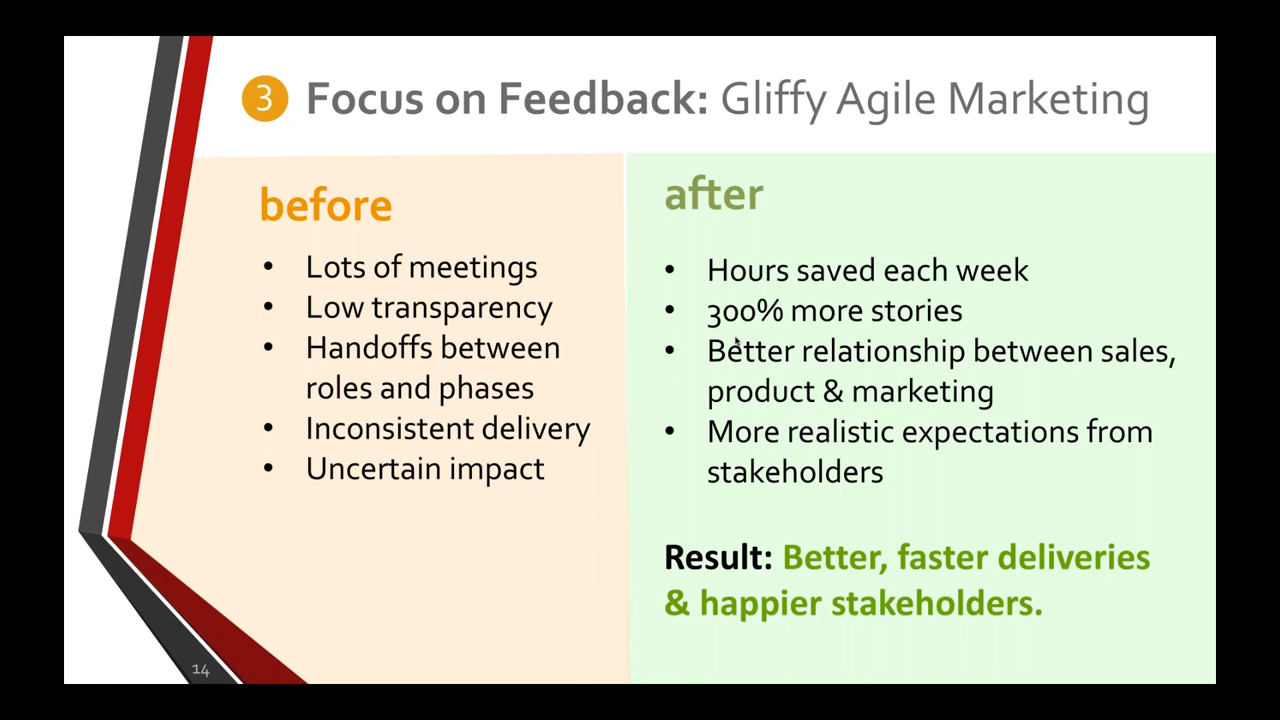 3 Focus on Feedback: Gliffy Agile Marketing
before
• Lots of meetings
• Low transparency
• Handoffs between
roles and phases
• Inconsistent delivery
• Uncertain impact
after
• Hours saved each week
• 300% more stories
• Better relationship between sales,
product & marketing
• More realistic expectations from
stakeholders
Result: Better, faster deliveries
& happier stakeholders.
14